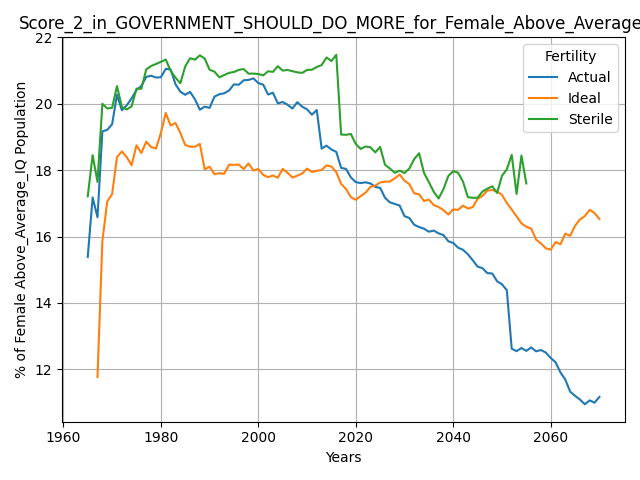 Score_2_in_GOVERNMENT_SHOULD_DO_MORE_for_Female_Above_Average
22
20
18
16
14
12
% of Female Above_Average_IQ Population
Fertility
Actual
Ideal
Sterile
1960 1980 2000 2020 2040 2060
Years